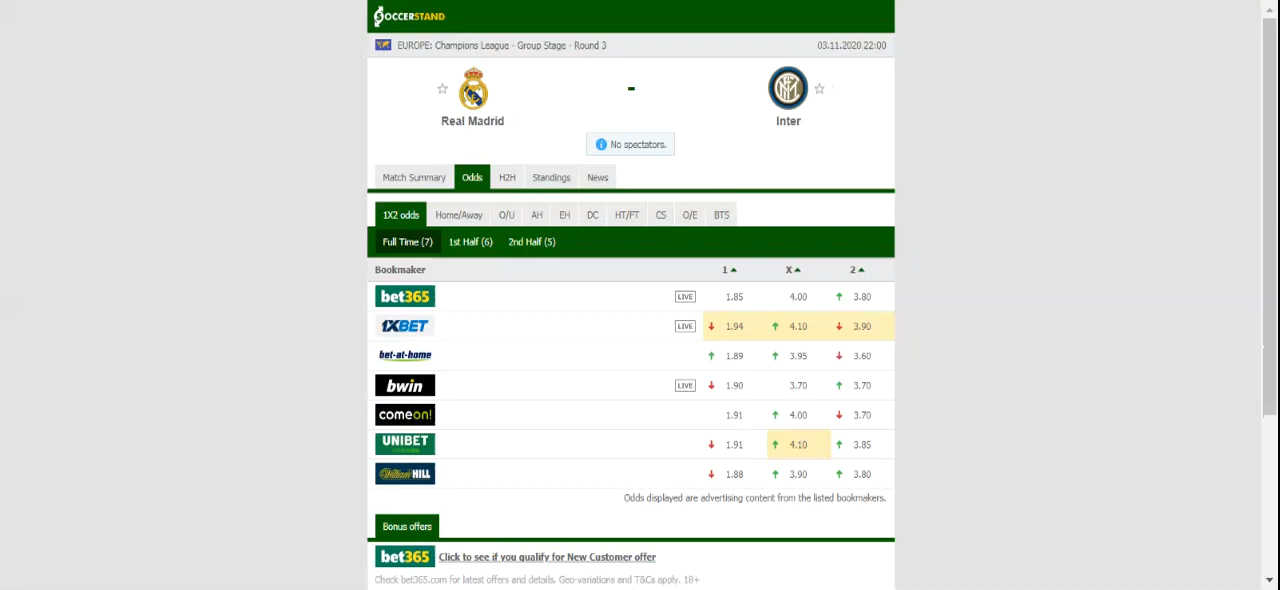 SOCCERSTAND
EUROPE: Champions League - Group Stage - Round 3 03.11.2020 22:00
Real Madrid - Inter
No spectators.
Match Summary Odds H2H Standings News
1X2 odds Home/Away O/U AH EH DC HT/FT CS O/E BTS
Full Time (7) 1st Half (6) 2nd Half (5)
Bookmaker 1 X 2
bet365 LIVE 1.85 4.00 3.80
1XBET LIVE 1.94 4.10 3.90
bet-at-home 1.89 3.95 3.60
bwin LIVE 1.90 3.70 3.70
comeon! 1.91 4.00 3.70
UNIBET 1.91 4.10 3.85
William HILL 1.88 3.90 3.80
Odds displayed are advertising content from the listed bookmakers.
Bonus offers
bet365 Click to see if you qualify for New Customer offer
Check bet365.com for latest offers and details. Geo-variations and T&Cs apply. 18+